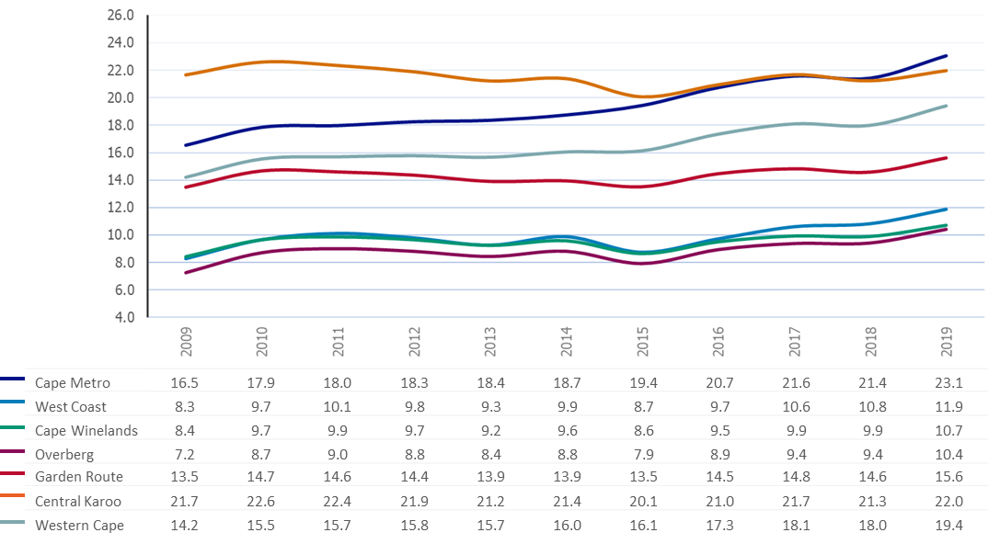 26.0
24.0
22.0
20.0
18.0
16.0
14.0
12.0
10.0
8.0
6.0
4.0
2009 2010 2011 2012 2013 2014 2015 2016 2017 2018 2019
Cape Metro 16.5 17.9 18.0 18.3 18.4 18.7 19.4 20.7 21.6 21.4 23.1
West Coast 8.3 9.7 10.1 9.8 9.3 9.9 8.7 9.7 10.6 10.8 11.9
Cape Winelands 8.4 9.7 9.9 9.7 9.2 9.6 8.6 9.5 9.9 9.9 10.7
Overberg 7.2 8.7 9.0 8.8 8.4 8.8 7.9 8.9 9.4 9.4 10.4
Garden Route 13.5 14.7 14.6 14.4 13.9 13.9 13.5 14.5 14.8 14.6 15.6
Central Karoo 21.7 22.6 22.4 21.9 21.2 21.4 20.1 21.0 21.7 21.3 22.0
Western Cape 14.2 15.5 15.7 15.8 15.7 16.0 16.1 17.3 18.1 18.0 19.4